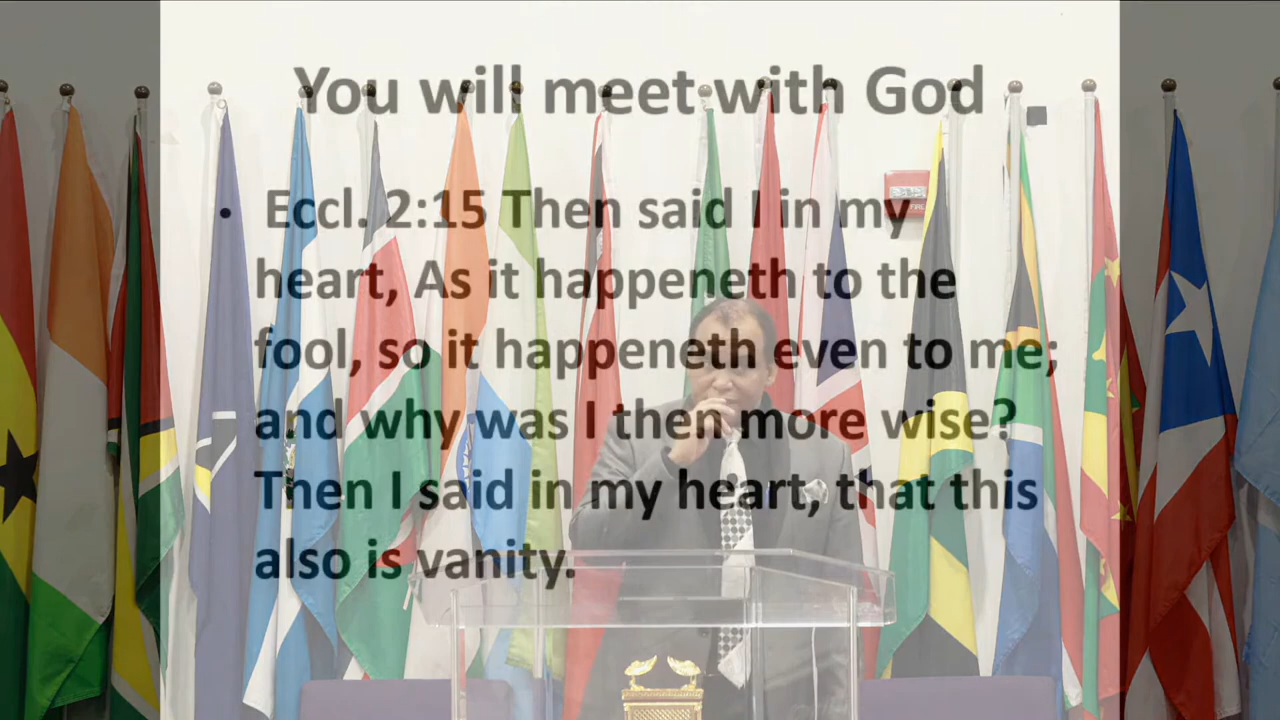 You will meet with God
• Eccl. 2:15 Then said I in my
heart, As it happeneth to the
fool, so it happeneth even to me;
and why was I then more wise?
Then I said in my heart, that this
also is vanity.